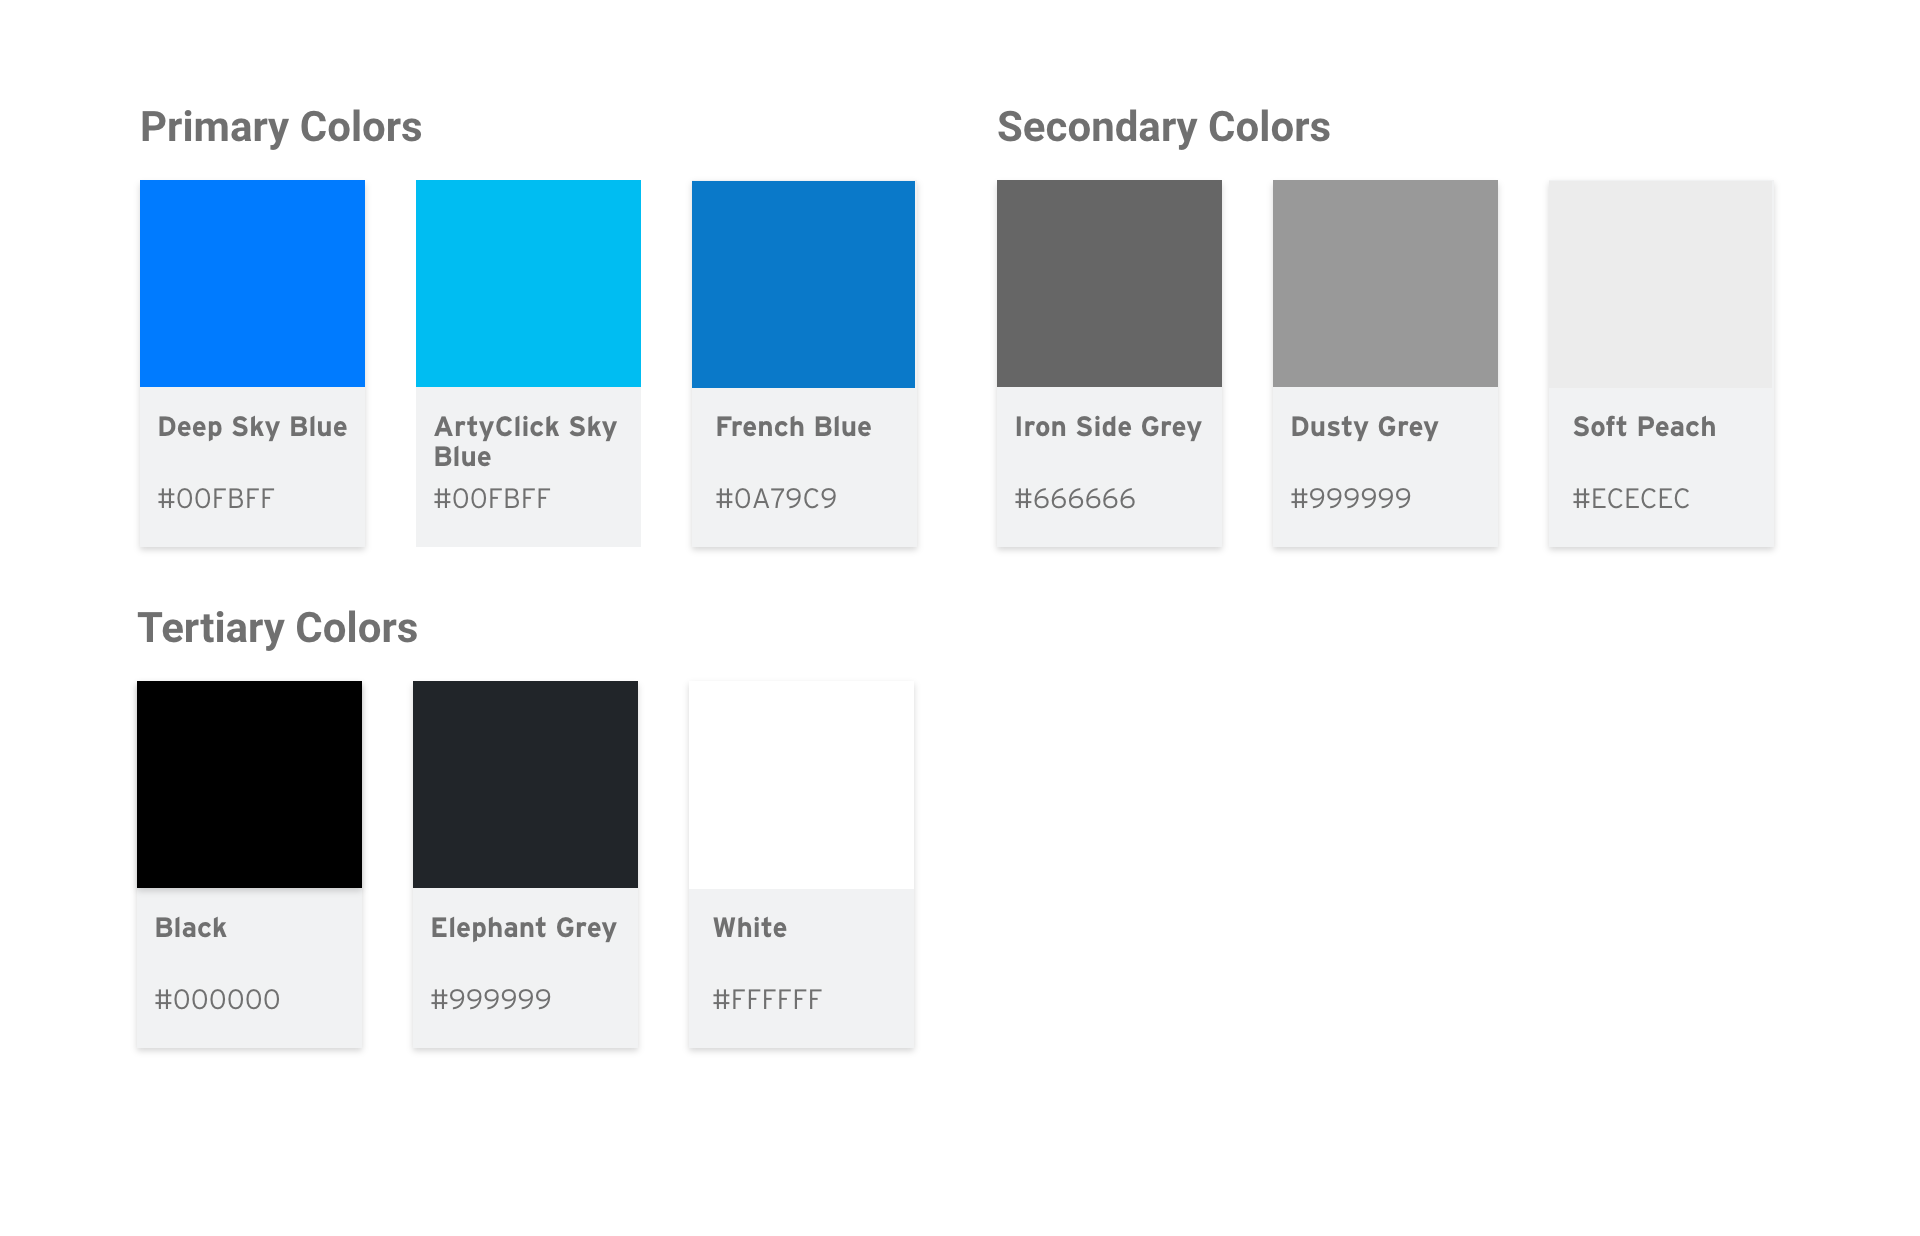 Primary Colors
Deep Sky Blue
#00FBFF
ArtyClick Sky
Blue
#00FBFF
French Blue
#0A79C9
Secondary Colors
Iron Side Grey
#666666
Dusty Grey
#999999
Soft Peach
#ECECEC
Tertiary Colors
Black
#000000
Elephant Grey
#999999
White
#FFFFFF